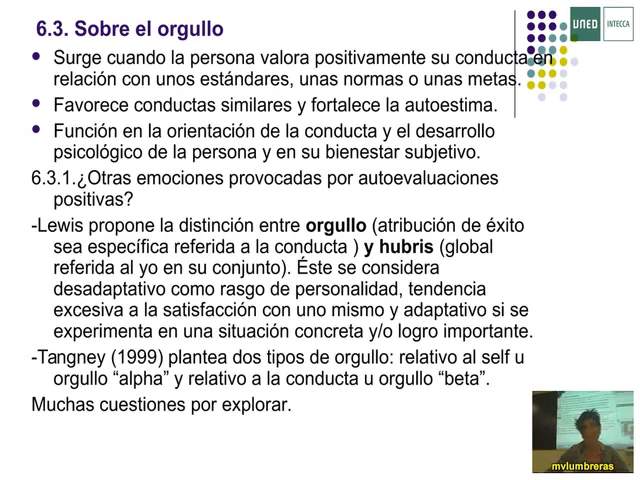 6.3. Sobre el orgullo
UNED INTECCA
Surge cuando la persona valora positivamente su conducta en
relación con unos estándares, unas normas o unas metas.
Favorece conductas similares y fortalece la autoestima.
Función en la orientación de la conducta y el desarrollo
psicológico de la persona y en su bienestar subjetivo.
6.3.1.¿Otras emociones provocadas por autoevaluaciones
positivas?
-Lewis propone la distinción entre orgullo (atribución de éxito
sea específica referida a la conducta ) y hubris (global
referida al yo en su conjunto). Éste se considera
desadaptativo como rasgo de personalidad, tendencia
excesiva a la satisfacción con uno mismo y adaptativo si se
experimenta en una situación concreta y/o logro importante.
-Tangney (1999) plantea dos tipos de orgullo: relativo al self u
orgullo “alpha” y relativo a la conducta u orgullo “beta”.
Muchas cuestiones por explorar.
mvlumbreras